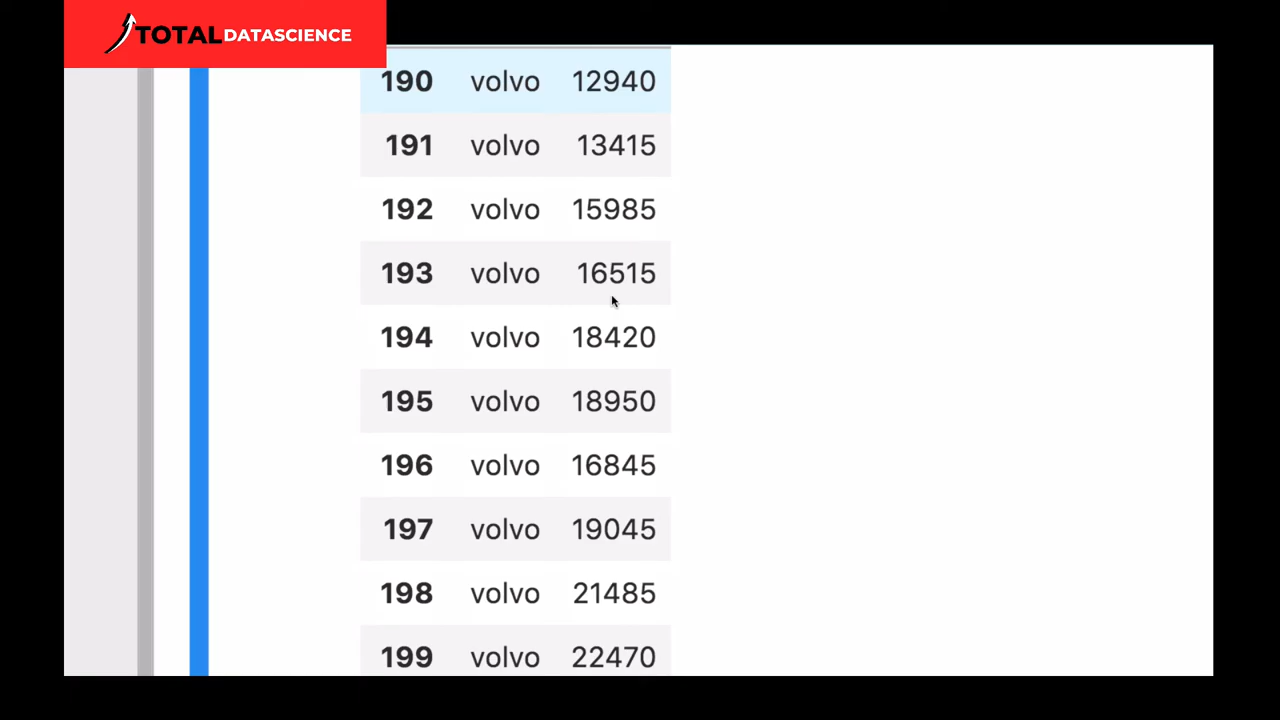 TOTALDATASCIENCE
190 volvo 12940
191 volvo 13415
192 volvo 15985
193 volvo 16515
194 volvo 18420
195 volvo 18950
196 volvo 16845
197 volvo 19045
198 volvo 21485
199 volvo 22470